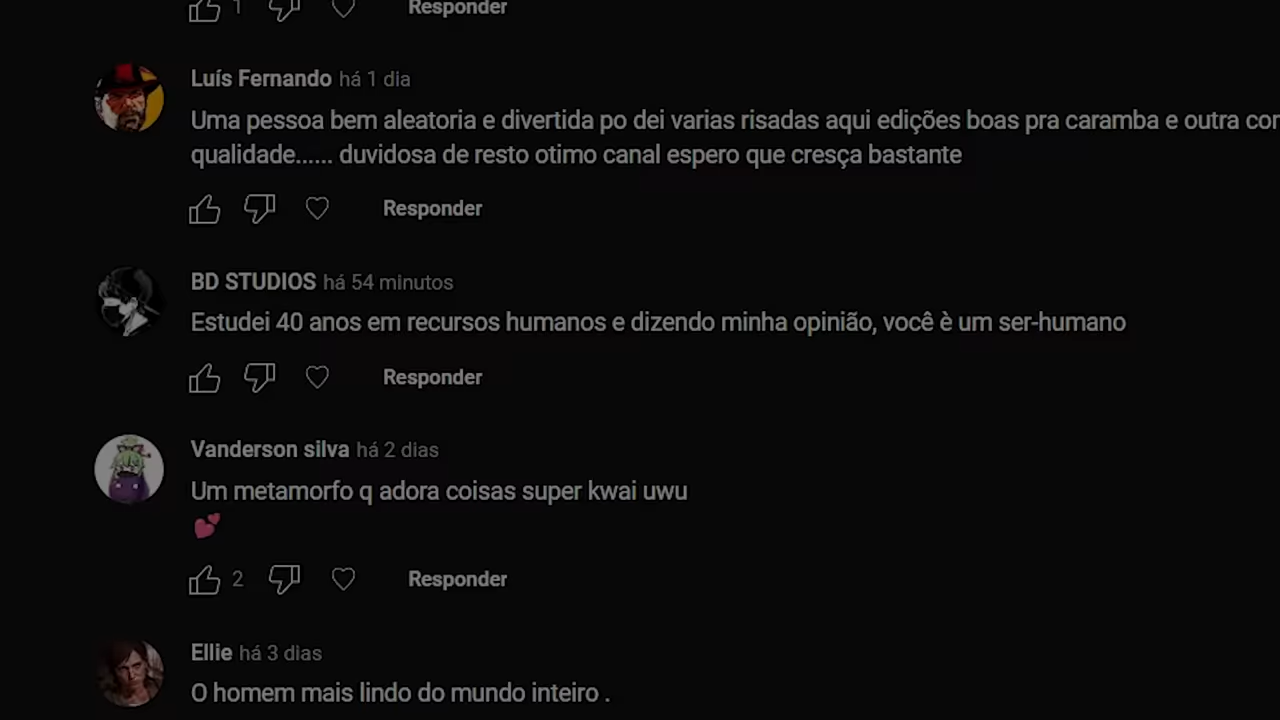 1 Responder
Luís Fernando há 1 dia
Uma pessoa bem aleatoria e divertida po dei varias risadas aqui edições boas pra caramba e outra
qualidade...... duvidosa de resto otimo canal espero que cresça bastante
Responder
BD STUDIOS há 54 minutos
Estudei 40 anos em recursos humanos e dizendo minha opinião, você è um ser-humano
Responder
Vanderson silva há 2 dias
Um metamorfo q adora coisas super kwai uwu
💕
2 Responder
Ellie há 3 dias
O homem mais lindo do mundo inteiro .